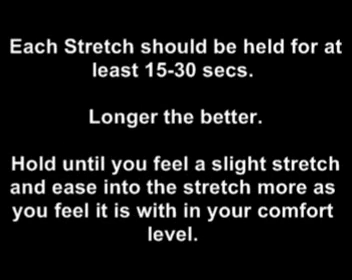 Each Stretch should be held for at
least 15-30 secs.
Longer the better.
Hold until you feel a slight stretch
and ease into the stretch more as
you feel it is with in your comfort
level.